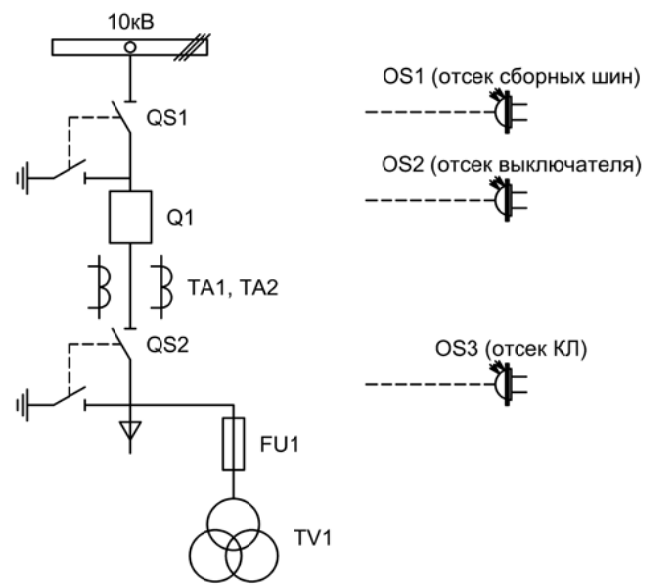 10кВ
OS1 (отсек сборных шин)
QS1
OS2 (отсек выключателя)
Q1
TA1, TA2
QS2
OS3 (отсек КЛ)
FU1
TV1